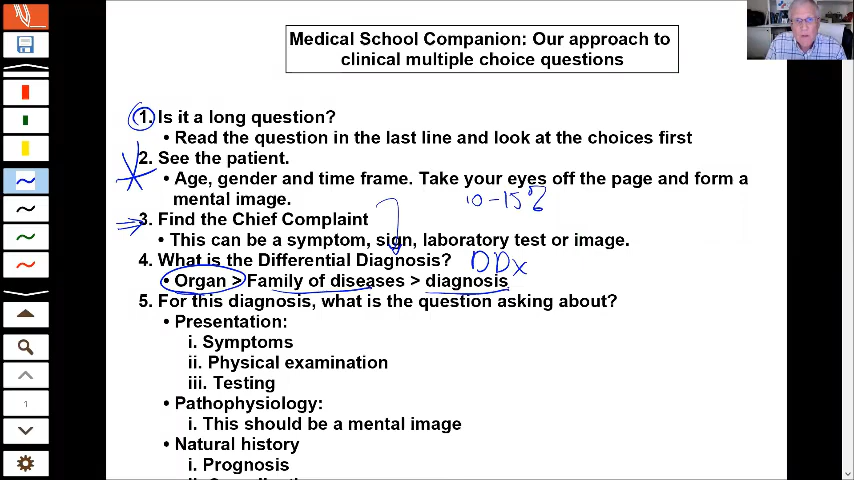 Medical School Companion: Our approach to
clinical multiple choice questions
1. Is it a long question?
• Read the question in the last line and look at the choices first
2. See the patient.
• Age, gender and time frame. Take your eyes off the page and form a
mental image.
10-15%
3. Find the Chief Complaint
• This can be a symptom, sign, laboratory test or image.
4. What is the Differential Diagnosis? DDx
• Organ > Family of diseases > diagnosis
5. For this diagnosis, what is the question asking about?
• Presentation:
i. Symptoms
ii. Physical examination
iii. Testing
• Pathophysiology:
i. This should be a mental image
• Natural history
i. Prognosis
1